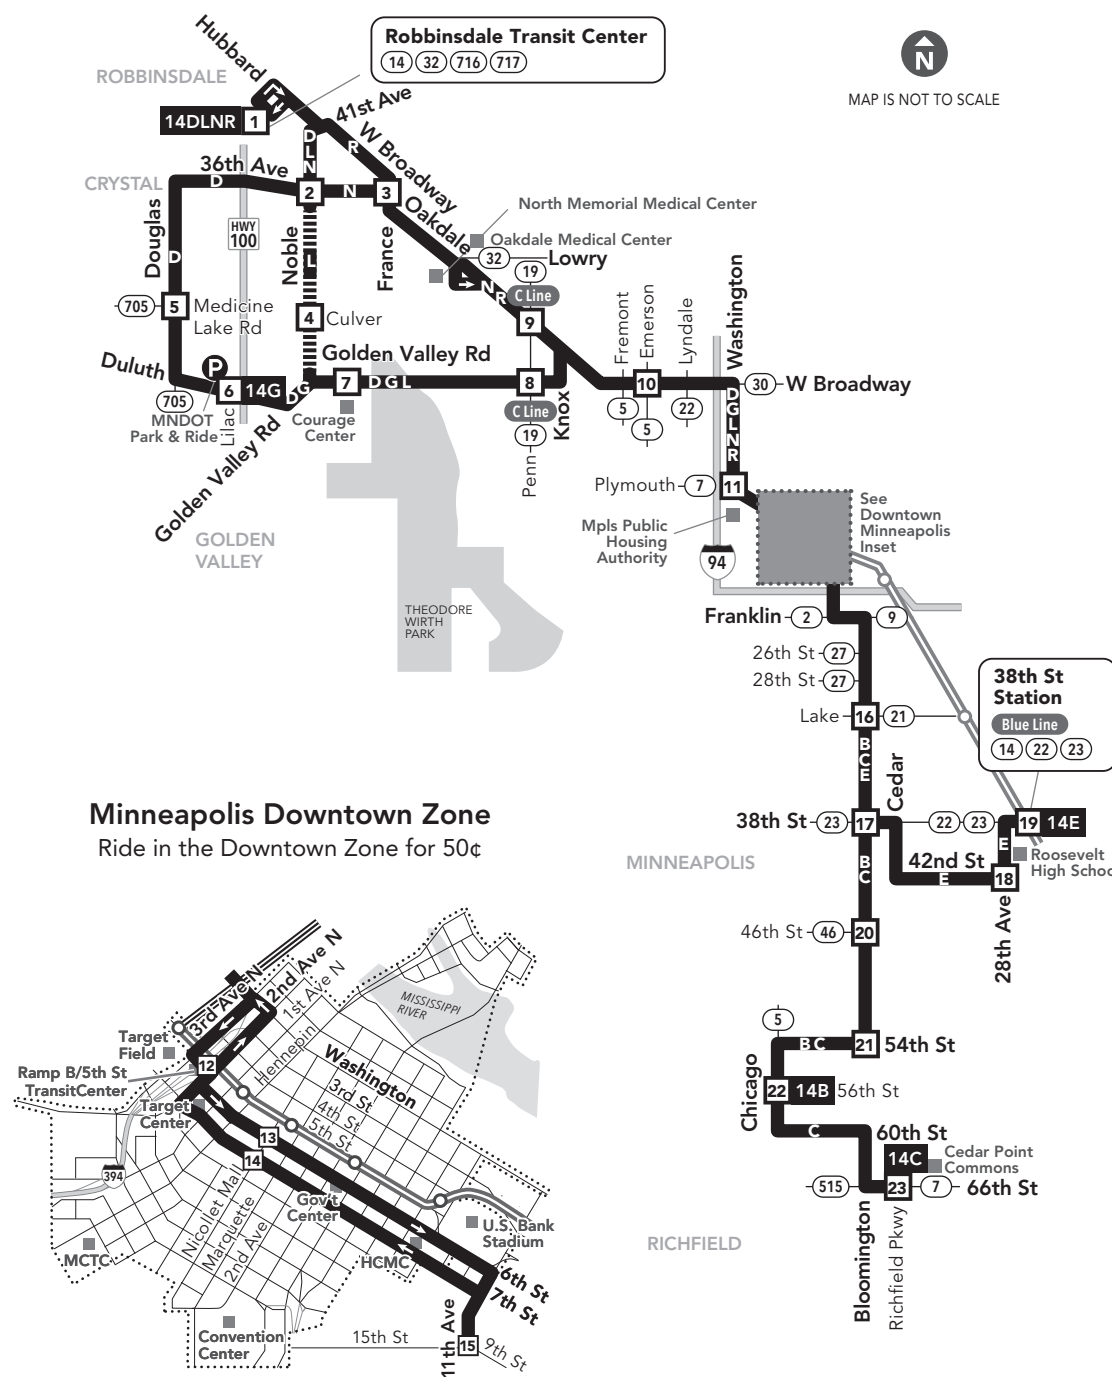 Hubbard
Robbinsdale Transit Center
14 32 716 717
N
MAP IS NOT TO SCALE
ROBBINSDALE
14DLNR 1
41st Ave
W Broadway
D
L
N
R
36th Ave
D
CRYSTAL
2
N
3
Oakdale
North Memorial Medical Center
Oakdale Medical Center
HWY
100
Douglas
Noble
France
D
L
32
Lowry
19
C Line
N
R
9
705
5
Medicine
Lake Rd
4
Culver
Fremont
Emerson
Lyndale
Washington
Golden Valley Rd
Duluth
P
6
14G
D
G
7
D G L
8
10
30
W Broadway
705
MNDOT
Park & Ride
Lilac
Courage
Center
C Line
19
Penn
Knox
5
5
22
D
G
L
N
R
Golden Valley Rd
Plymouth
7
11
See
Downtown
Minneapolis
Inset
Mpls Public
Housing
Authority
94
GOLDEN
VALLEY
THEODORE
WIRTH
PARK
Franklin
2
9
26th St
27
28th St
27
38th St
Station
Blue Line
14 22 23
Lake
16
21
B
C
E
Cedar
38th St
23
17
22
23
19
14E
E
Roosevelt
High Schoo
MINNEAPOLIS
B
C
42nd St
E
18
28th Ave
46th St
46
20
5
B C
21
54th St
Chicago
22
14B
56th St
C
60th St
14C
Cedar Point
Commons
515
23
7
66th St
Bloomington
Richfield Pkwy
RICHFIELD
Minneapolis Downtown Zone
Ride in the Downtown Zone for 50¢
3rd Ave N
2nd Ave N
1st Ave N
MISSISSIPPI
RIVER
Target
Field
Hennepin
Washington
12
Ramp B/5th St
TransitCenter
3rd St
4th St
5th St
Target
Center
13
14
394
Nicollet Mall
Marquette
2nd Ave
Gov't
Center
U.S. Bank
Stadium
MCTC
HCMC
6th St
7th St
Convention
Center
15th St
11th Ave
15
9th St